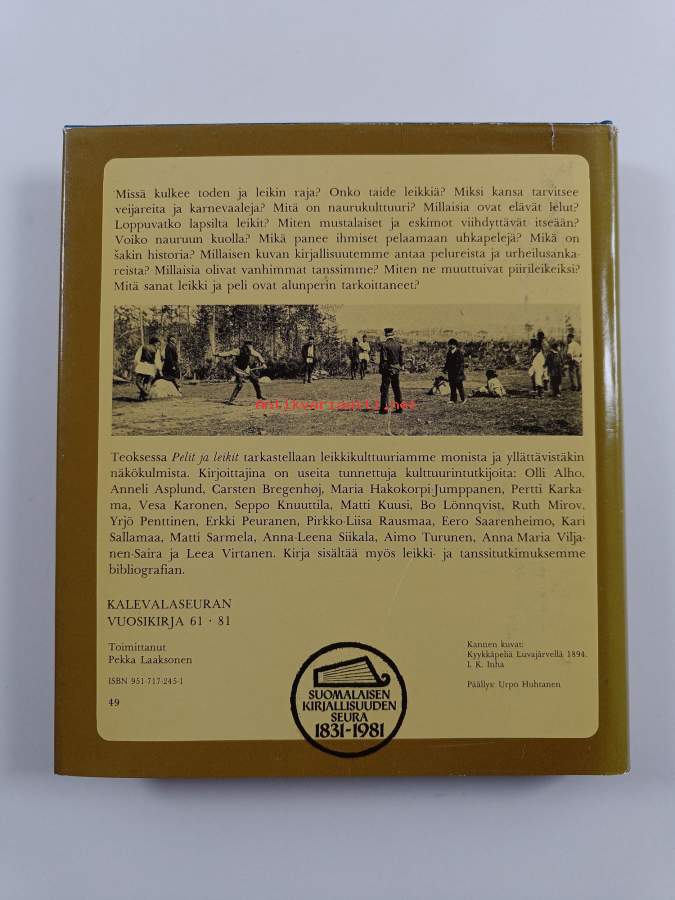 Missä kulkee toden ja leikin raja? Onko taide leikkiä? Miksi kansa tarvitsee
veijareita ja karnevaaleja? Mitä on naurukulttuuri? Millaisia ovat elävät lelut?
Loppuvatko lapsilta leikit? Miten mustalaiset ja eskimot viihdyttävät itseään?
Voiko nauruun kuolla? Mikä panee ihmiset pelaamaan uhkapelejä? Mikä on
šakin historia? Millaisen kuvan kirjallisuutemme antaa pelureista ja urheilusanka-
reista? Millaisia olivat vanhimmat tanssimme? Miten ne muuttuivat piirileikeiksi?
Mitä sanat leikki ja peli ovat alunperin tarkoittaneet?
Antikvariaatti.net
Teoksessa Pelit ja leikit tarkastellaan leikkikulttuuriamme monista ja yllättävistäkin
näkökulmista. Kirjoittajina on useita tunnettuja kulttuurintutkijoita: Olli Alho,
Anneli Asplund, Carsten Bregenhøj, Maria Hakokorpi-Jumppanen, Pertti Karka-
ma, Vesa Karonen, Seppo Knuuttila, Matti Kuusi, Bo Lönnqvist, Ruth Mirov,
Yrjö Penttinen, Erkki Peuranen, Pirkko-Liisa Rausmaa, Eero Saarenheimo, Kari
Sallamaa, Matti Sarmela, Anna-Leena Siikala, Aimo Turunen, Anna Maria Vilja-
nen-Saira ja Leea Virtanen. Kirja sisältää myös leikki- ja tanssitutkimuksemme
bibliografian.
KALEVALASEURAN
VUOSIKIRJA 61 · 81
Toimittanut
Pekka Laaksonen
ISBN 951-717-245-1
49
SUOMALAISEN
KIRJALLISUUDEN
SEURA
1831-1981
Kannen kuvat:
Kyykkäpeliä Luvajärvellä 1894.
I. K. Inha
Päällys: Urpo Huhtanen